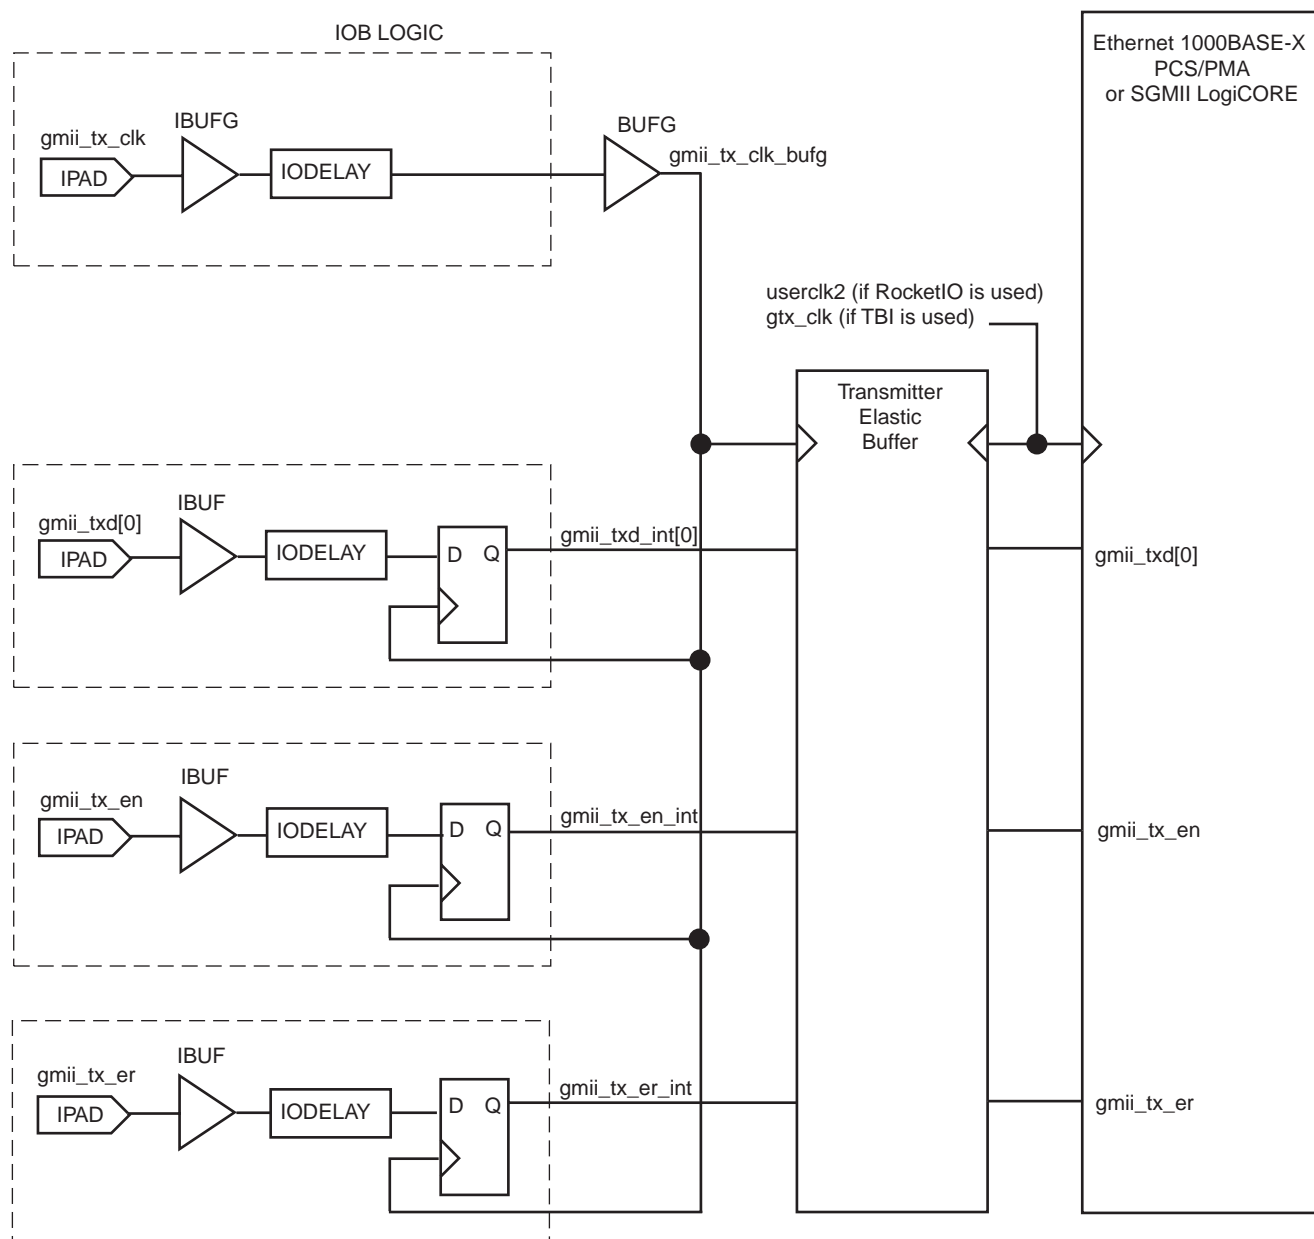 IOB LOGIC
Ethernet 1000BASE-X
PCS/PMA
or SGMII LogiCORE
gmii_tx_clk
IBUFG
BUFG
IPAD
IODELAY
gmii_tx_clk_bufg
userclk2 (if RocketIO is used)
gtx_clk (if TBI is used)
Transmitter
Elastic
Buffer
gmii_txd[0]
IBUF
IPAD
IODELAY
D Q
gmii_txd_int[0]
gmii_txd[0]
gmii_tx_en
IBUF
IPAD
IODELAY
D Q
gmii_tx_en_int
gmii_tx_en
gmii_tx_er
IBUF
IPAD
IODELAY
D Q
gmii_tx_er_int
gmii_tx_er